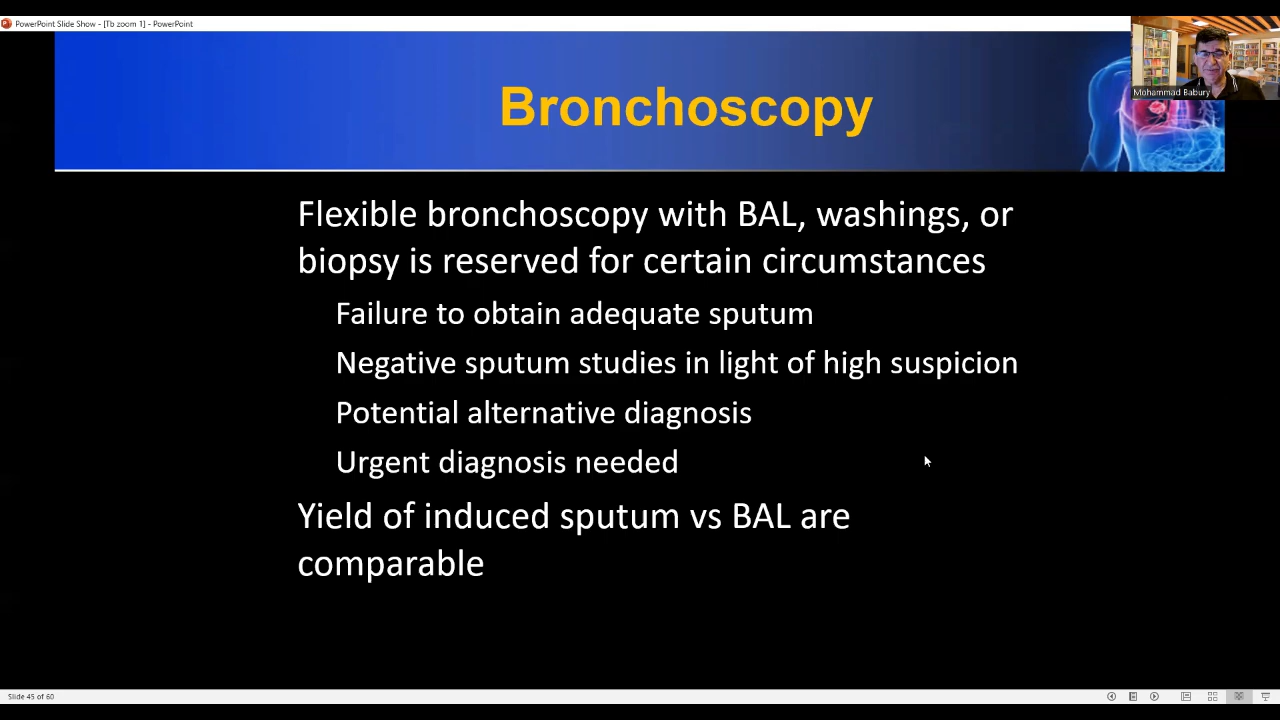 PowerPoint Slide Show - [Tb zoom 1] - PowerPoint
Mohammad Babury
Bronchoscopy
Flexible bronchoscopy with BAL, washings, or
biopsy is reserved for certain circumstances
Failure to obtain adequate sputum
Negative sputum studies in light of high suspicion
Potential alternative diagnosis
Urgent diagnosis needed
Yield of induced sputum vs BAL are
comparable
Slide 45 of 60